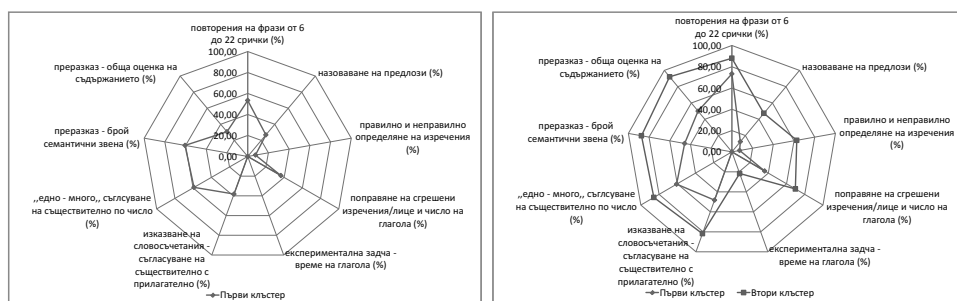 повторения на фрази от 6
до 22 срички (%)
100,00
80,00
60,00
40,00
20,00
0,00
назоваване на предлози (%)
правилно и неправилно
определяне на изречения
(%)
поправяне на сгрешени
изречения/лице и число на
глагола (%)
експериментална задча -
време на глагола (%)
изказване на
словосъчетания -
съгласуване на
съществително с
прилагателно (%)
,,едно - много,, съглсуване
на съществително по число
(%)
преразказ - брой
семантични звена (%)
преразказ - обща оценка на
съдържанието (%)
Първи клъстер
повторения на фрази от 6
до 22 срички (%)
100,00
80,00
60,00
40,00
20,00
0,00
назоваване на предлози (%)
правилно и неправилно
определяне на изречения
(%)
поправяне на сгрешени
изречения/лице и число на
глагола (%)
експериментална задча -
време на глагола (%)
изказване на
словосъчетания -
съгласуване на
съществително с
прилагателно (%)
,,едно - много,, съглсуване
на съществително по число
(%)
преразказ - брой
семантични звена (%)
преразказ - обща оценка на
съдържанието (%)
Първи клъстер
Втори клъстер